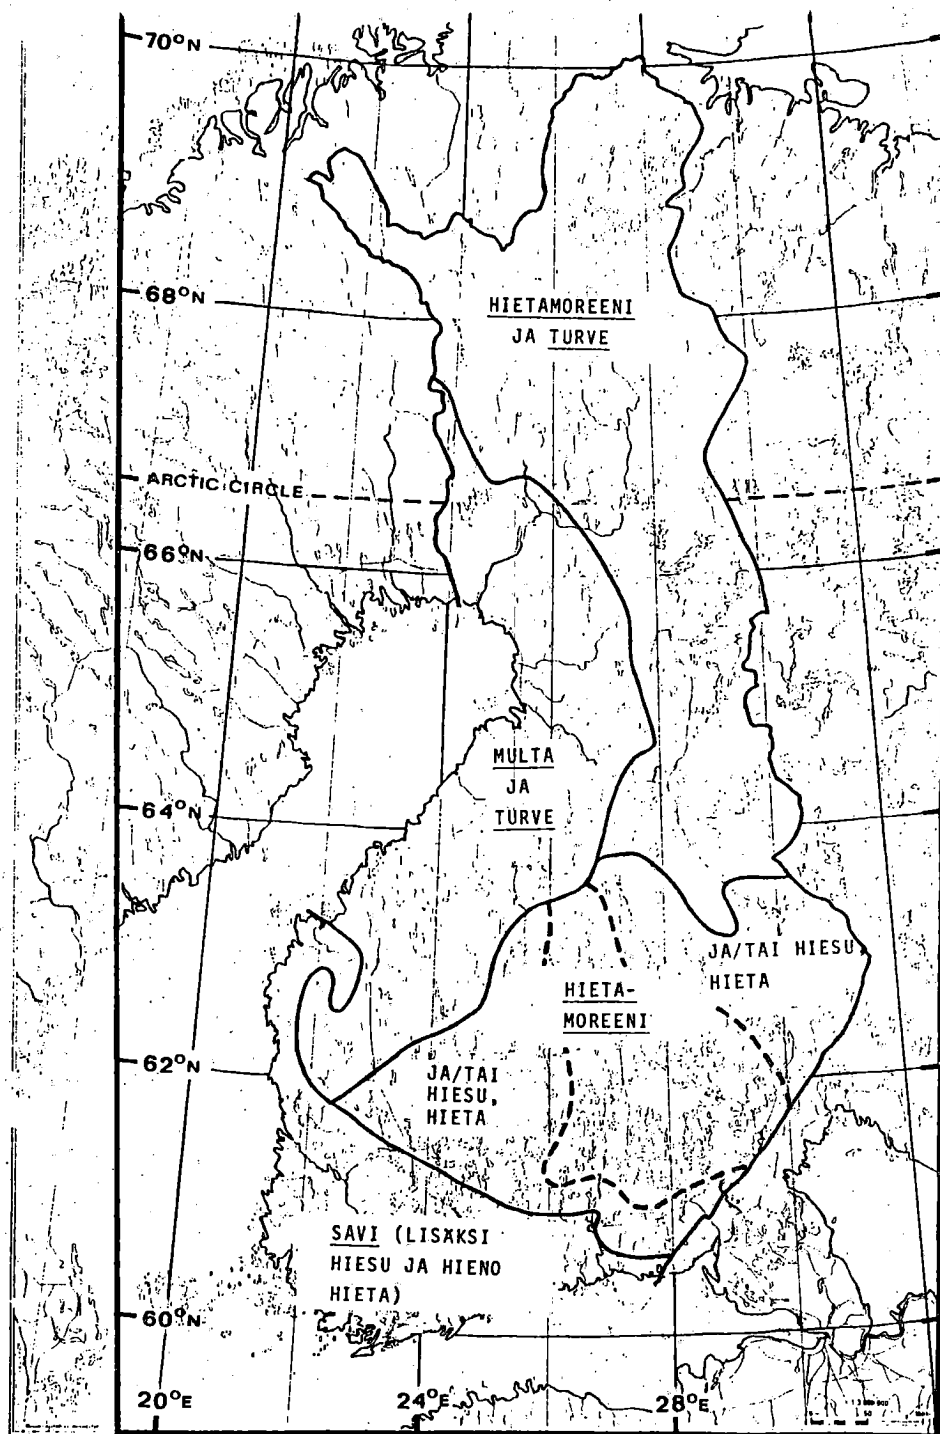 70°N
68°N
HIETAMOREENI
JA TURVE
ARCTIC CIRCLE
66°N
MULTA
JA
TURVE
64°N
JA/TAI HIESU,
HIETA
HIETA-
MOREENI
62°N
JA/TAI
HIESU,
HIETA
SAVI (LISÄKSI
HIESU JA HIENO
HIETA)
60°N
20°E
24°E
28°E